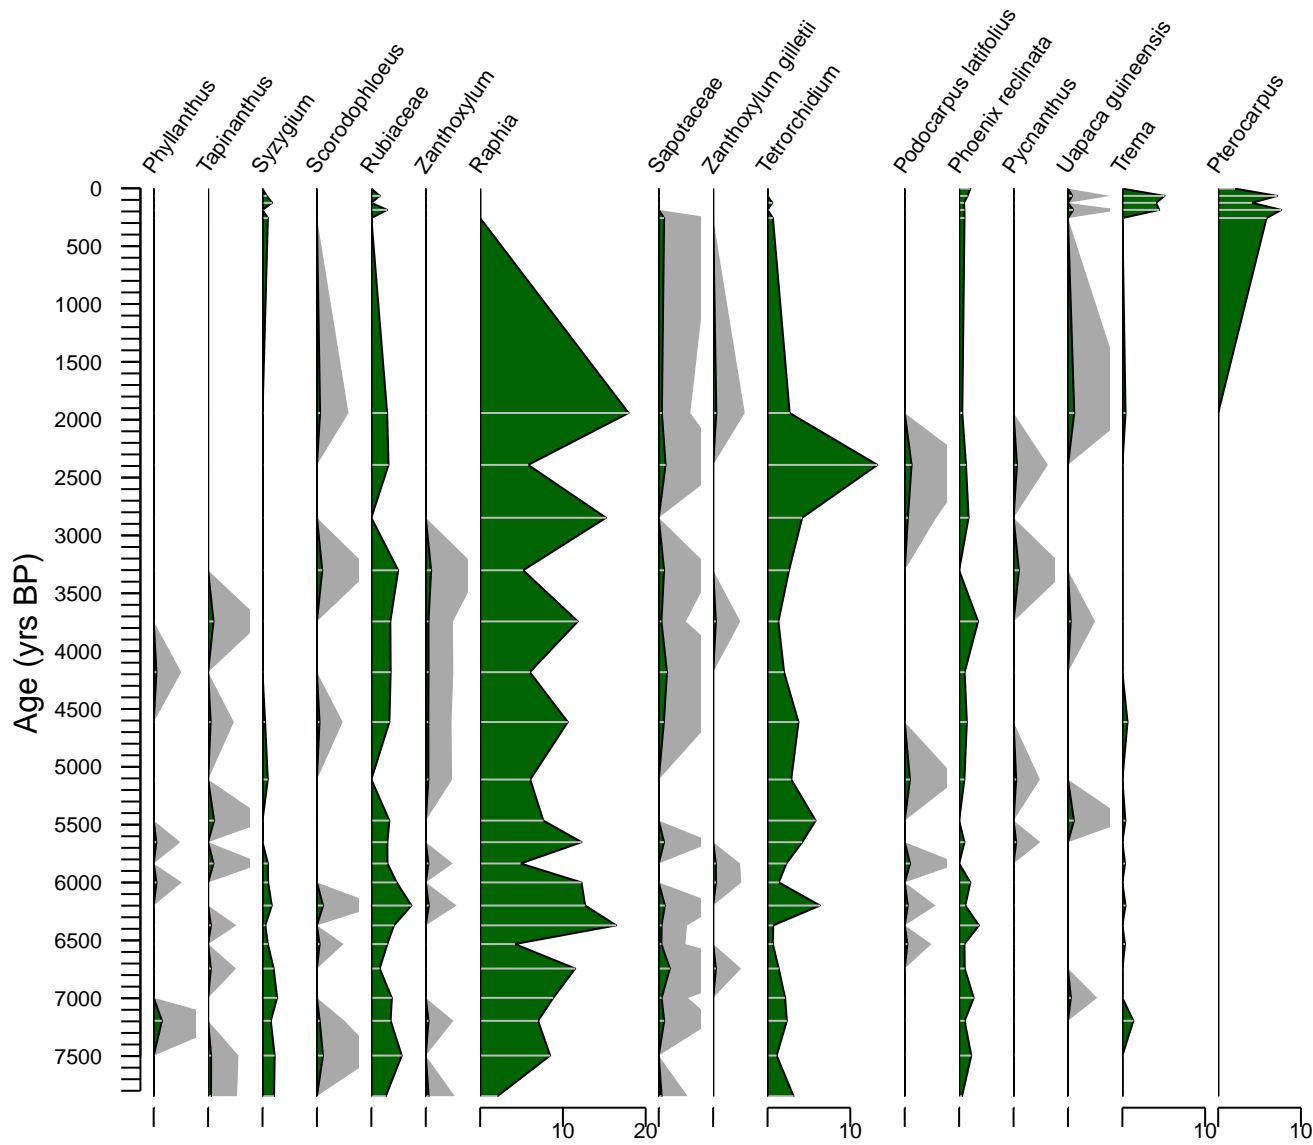 Phyllanthus
Tapinanthus
Syzygium
Scorodophloeus
Rubiaceae
Zanthoxylum
Raphia
Sapotaceae
Zanthoxylum gilletii
Tetrorchidium
Podocarpus latifolius
Phoenix reclinata
Pycnanthus
Uapaca guineensis
Trema
Pterocarpus
Age (yrs BP)
0
500
1000
1500
2000
2500
3000
3500
4000
4500
5000
5500
6000
6500
7000
7500
10 20 10 10 10